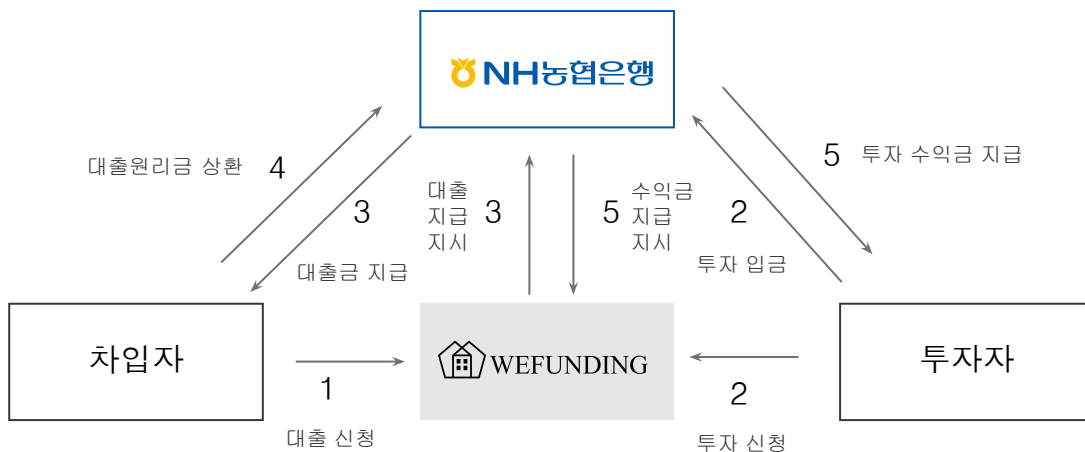 NH농협은행
대출원리금 상환
4
3
대출금 지급
대출
지급
지시
3
5
수익금
지급
지시
2
투자 입금
5
투자 수익금 지급
차입자
1
대출 신청
WEFUNDING
2
투자 신청
투자자